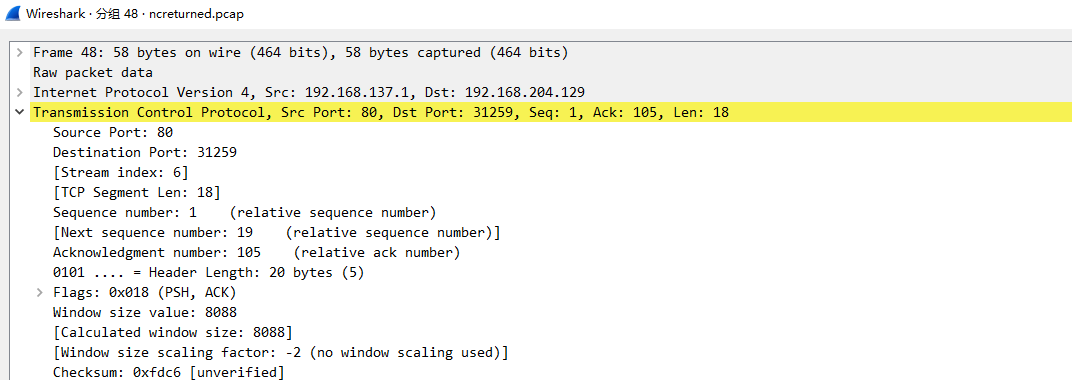 Wireshark · 分组 48 · ncreturned.pcap
Frame 48: 58 bytes on wire (464 bits), 58 bytes captured (464 bits)
Raw packet data
Internet Protocol Version 4, Src: 192.168.137.1, Dst: 192.168.204.129
Transmission Control Protocol, Src Port: 80, Dst Port: 31259, Seq: 1, Ack: 105, Len: 18
Source Port: 80
Destination Port: 31259
[Stream index: 6]
[TCP Segment Len: 18]
Sequence number: 1    (relative sequence number)
[Next sequence number: 19    (relative sequence number)]
Acknowledgment number: 105    (relative ack number)
0101 .... = Header Length: 20 bytes (5)
Flags: 0x018 (PSH, ACK)
Window size value: 8088
[Calculated window size: 8088]
[Window size scaling factor: -2 (no window scaling used)]
Checksum: 0xfdc6 [unverified]